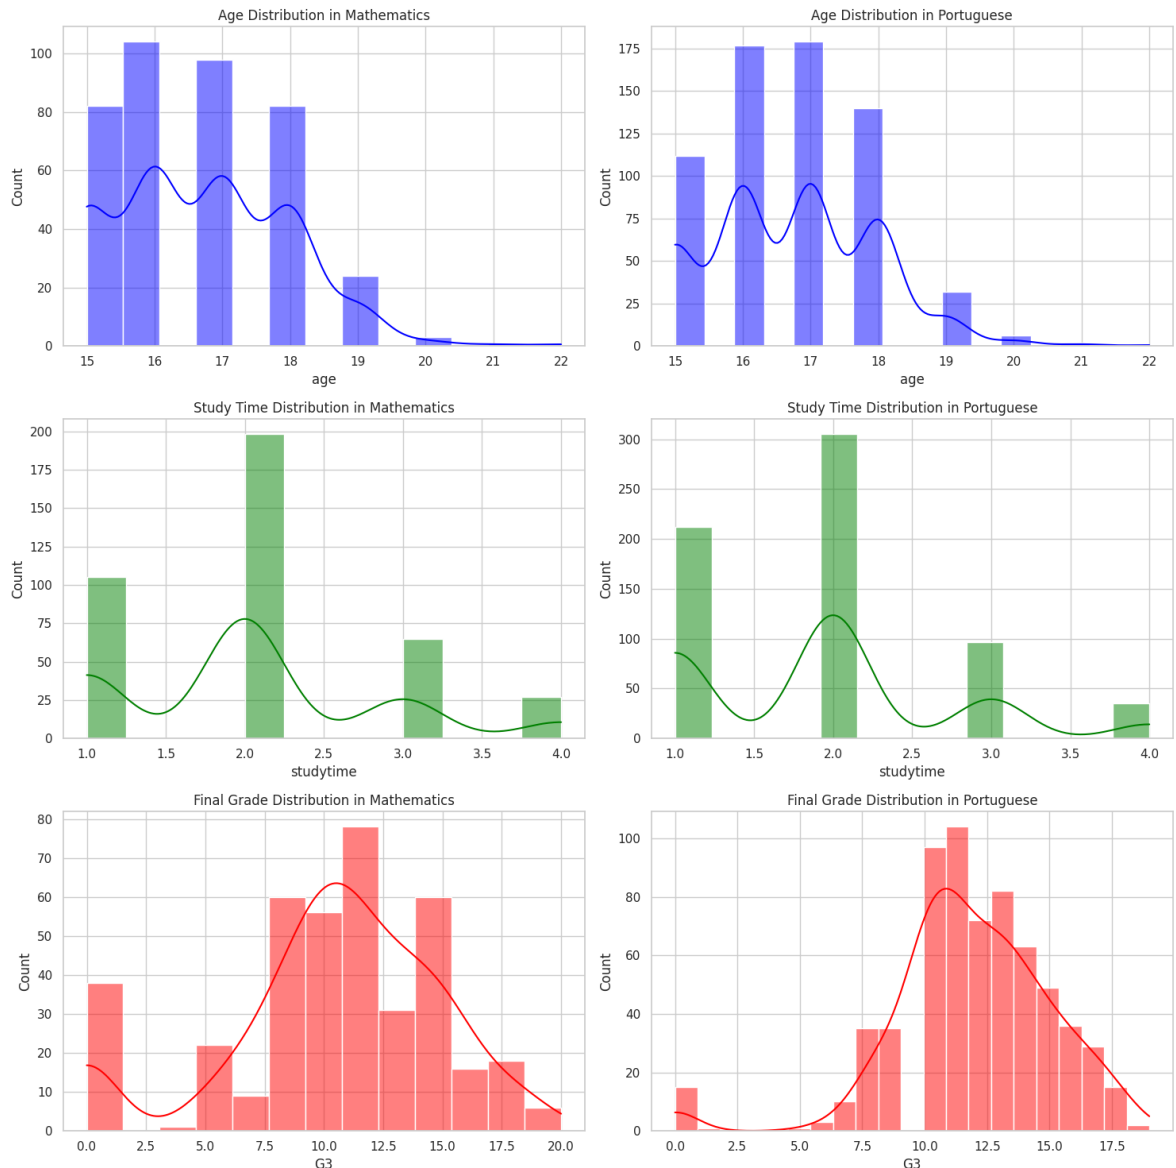 Age Distribution in Mathematics
100
80
60
40
20
0
Count
15 16 17 18 19 20 21 22
age
Age Distribution in Portuguese
175
150
125
100
75
50
25
0
Count
15 16 17 18 19 20 21 22
age
Study Time Distribution in Mathematics
200
175
150
125
100
75
50
25
0
Count
1.0 1.5 2.0 2.5 3.0 3.5 4.0
studytime
Study Time Distribution in Portuguese
300
250
200
150
100
50
0
Count
1.0 1.5 2.0 2.5 3.0 3.5 4.0
studytime
Final Grade Distribution in Mathematics
80
70
60
50
40
30
20
10
0
Count
0.0 2.5 5.0 7.5 10.0 12.5 15.0 17.5 20.0
G3
Final Grade Distribution in Portuguese
100
80
60
40
20
0
Count
0.0 2.5 5.0 7.5 10.0 12.5 15.0 17.5
G3